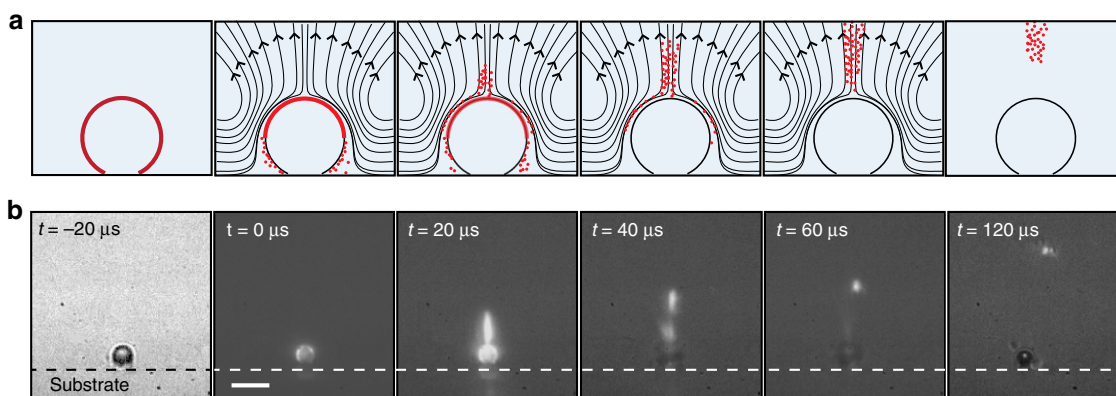 a
b
t = –20 μs
t = 0 μs
t = 20 μs
t = 40 μs
t = 60 μs
t = 120 μs
Substrate